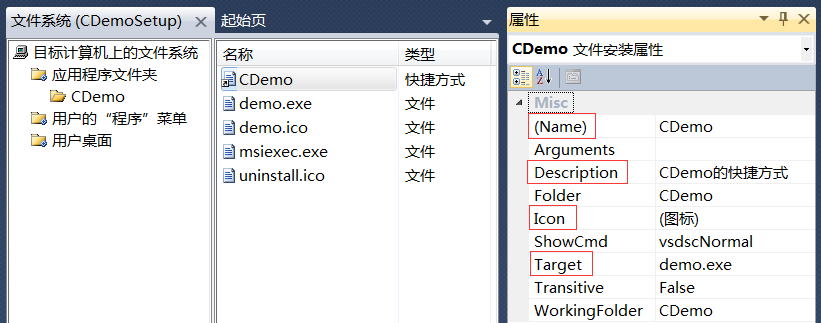 文件系统 (CDemoSetup)
目标计算机上的文件系统
应用程序文件夹
CDemo
用户的“程序”菜单
用户桌面
起始页
名称 类型
CDemo 快捷方式
demo.exe 文件
demo.ico 文件
msiexec.exe 文件
uninstall.ico 文件
属性
CDemo 文件安装属性
Misc
(Name) CDemo
Arguments
Description CDemo的快捷方式
Folder CDemo
Icon (图标)
ShowCmd vsdscNormal
Target demo.exe
Transitive False
WorkingFolder CDemo